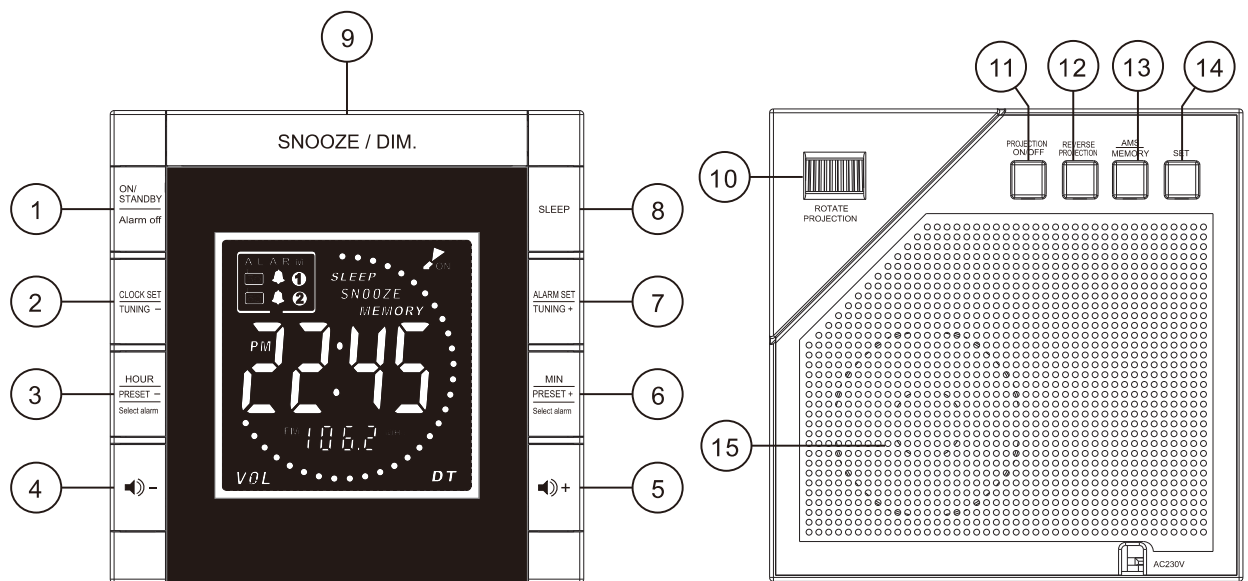 9
SNOOZE / DIM.
1
ON/
STANDBY
Alarm off
2
CLOCK SET
TUNING −
3
HOUR
PRESET −
Select alarm
4
−
ALARM
1
2
SLEEP
SNOOZE
MEMORY
ON
PM
22:45
FM 106.2 MHz
VOL
DT
8
SLEEP
7
ALARM SET
TUNING +
6
MIN
PRESET +
Select alarm
5
+
11
12
13
14
PROJECTION
ON/OFF
REVERSE
PROJECTION
AMS
MEMORY
SET
10
ROTATE
PROJECTION
15
AC230V